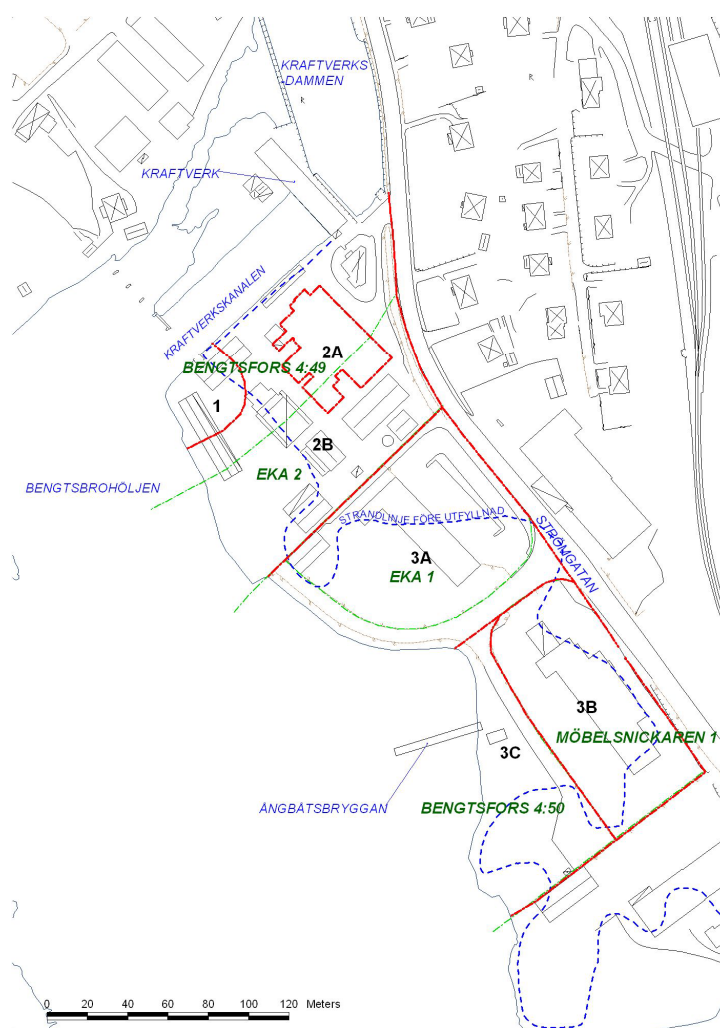 KRAFTVERKS
-DAMMEN
KRAFTVERK
KRAFTVERKSKANALEN
2A
BENGTSFORS 4:49
1
2B
BENGTSBROHÖLJEN
EKA 2
STRANDLINJE FÖRE UTFYLLNAD
STRÖMGATAN
3A
EKA 1
3B
MÖBELSNICKAREN 1
3C
ÅNGBÅTSBRYGGAN
BENGTSFORS 4:50
0 20 40 60 80 100 120 Meters